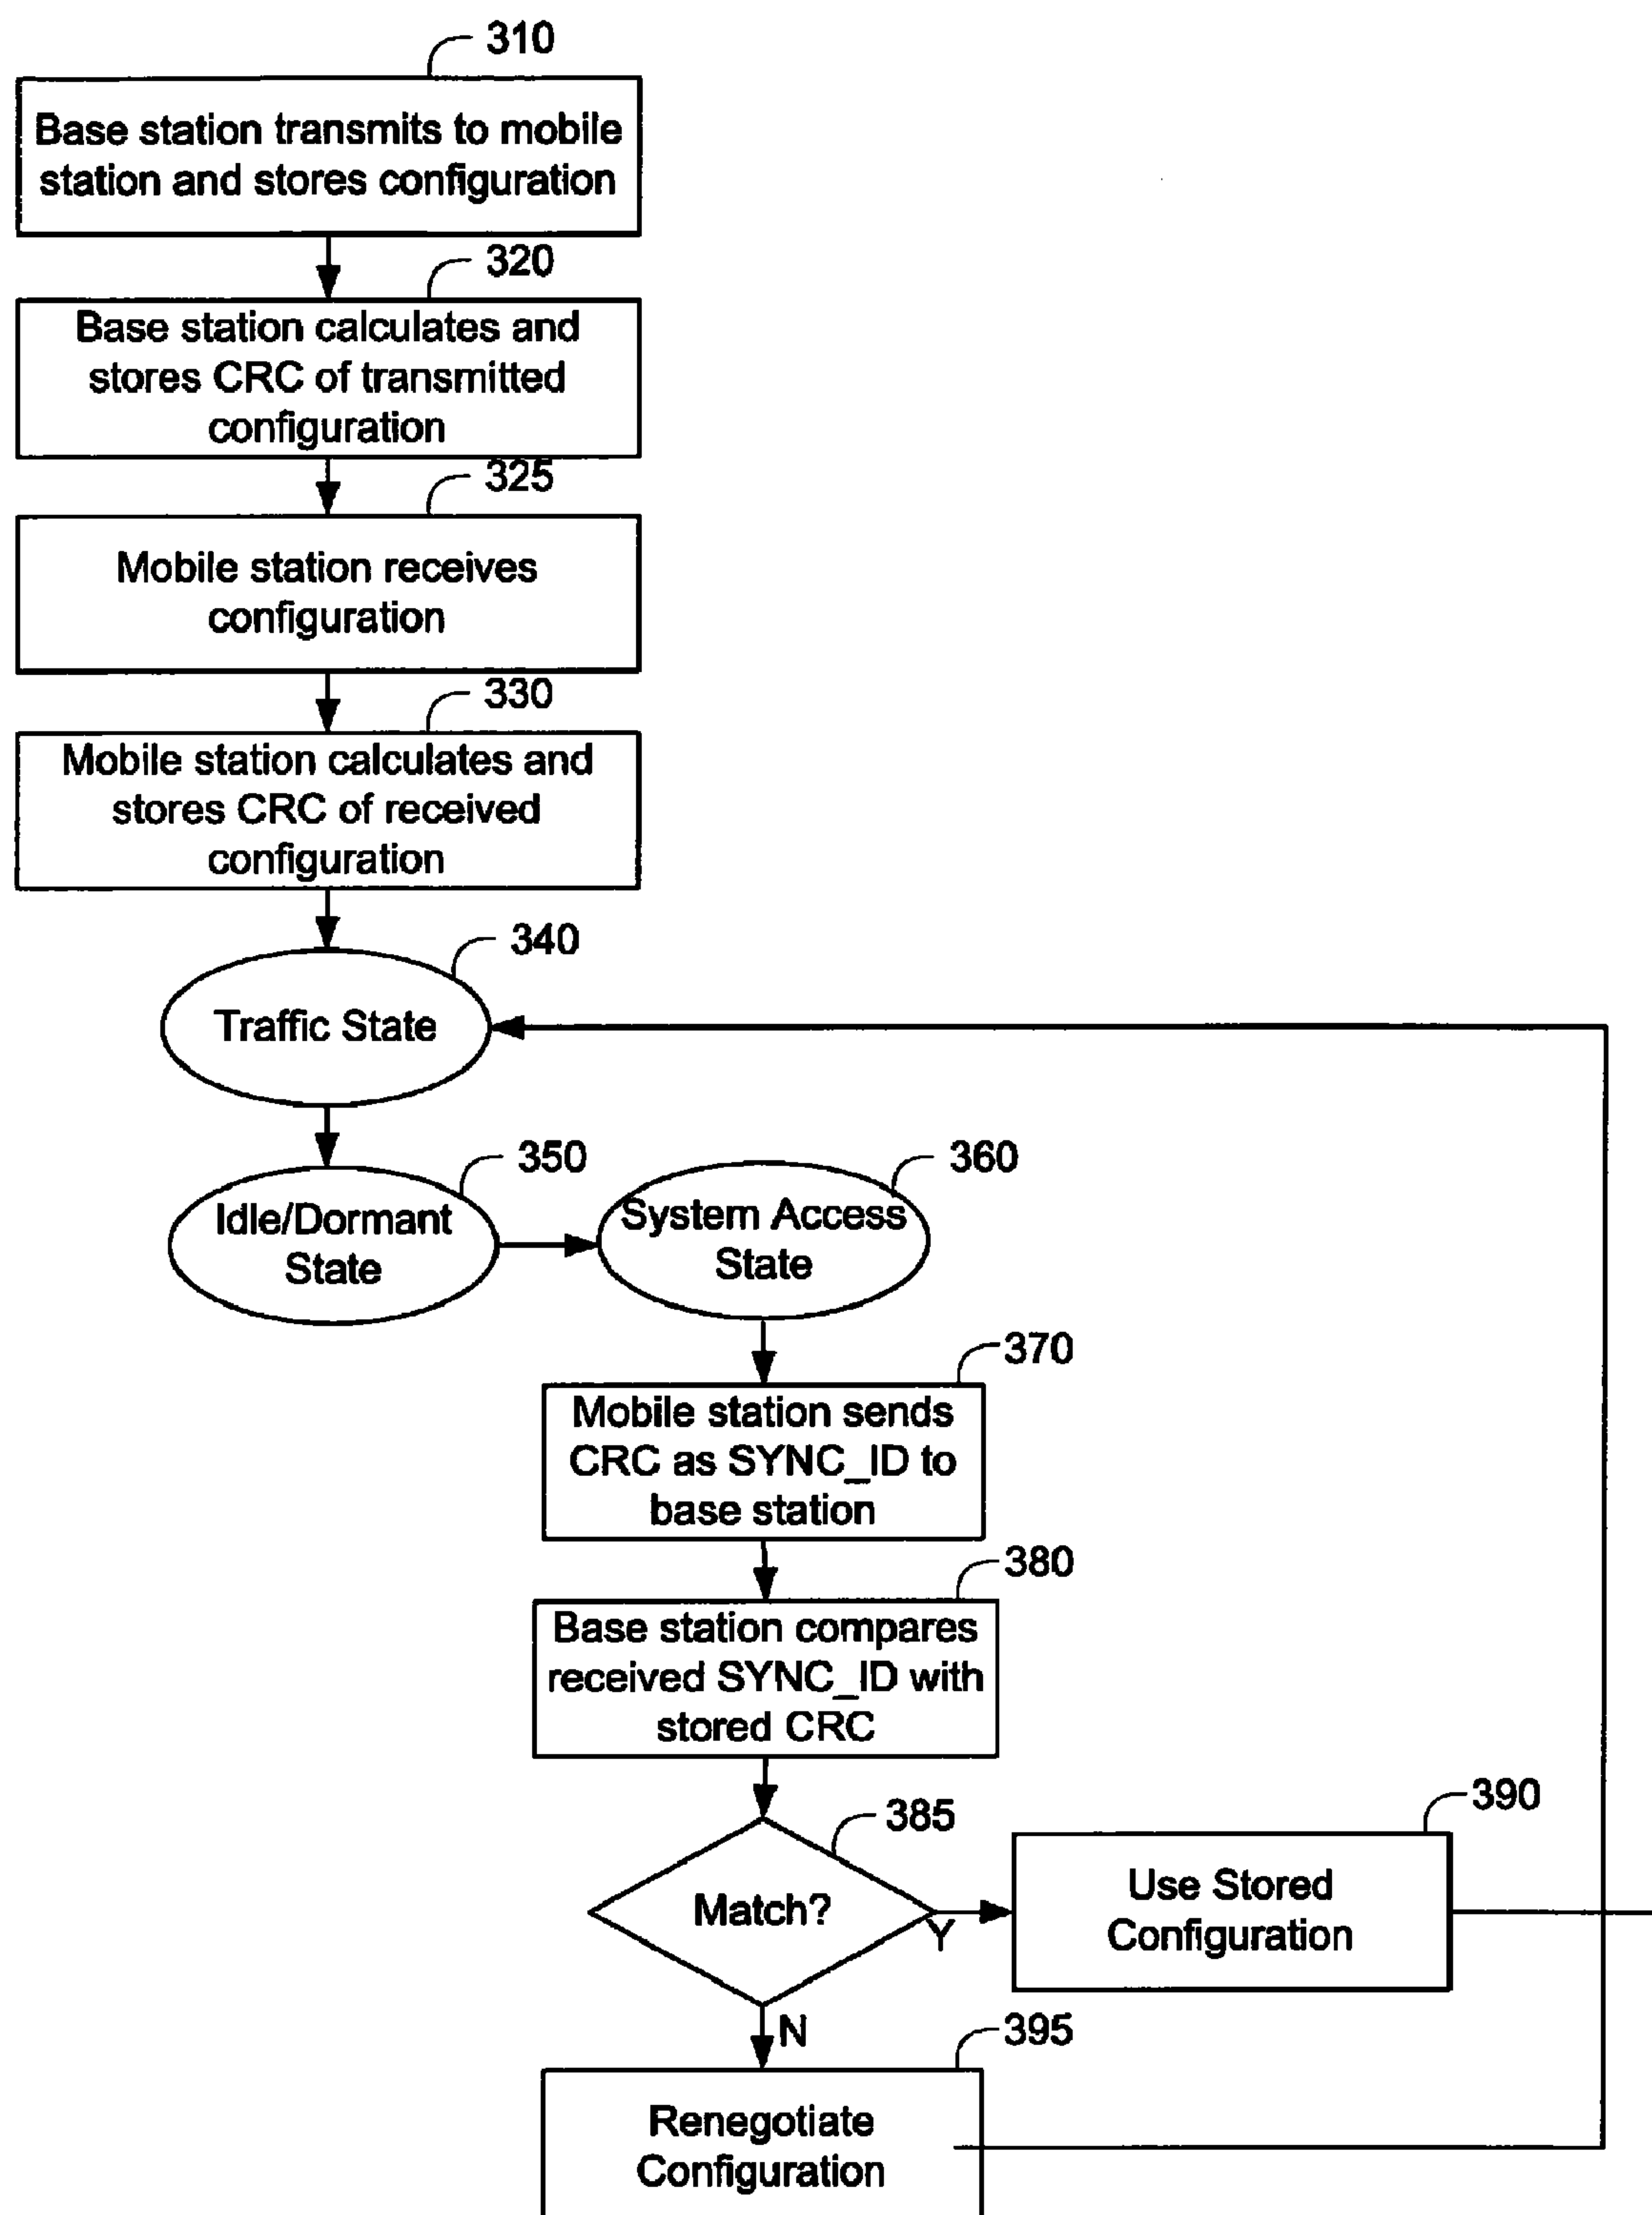 310
Base station transmits to mobile
station and stores configuration
320
Base station calculates and
stores CRC of transmitted
configuration
325
Mobile station receives
configuration
330
Mobile station calculates and
stores CRC of received
configuration
340
Traffic State
350
Idle/Dormant
State
360
System Access
State
370
Mobile station sends
CRC as SYNC_ID to
base station
380
Base station compares
received SYNC_ID with
stored CRC
385
Match?
Y
390
Use Stored
Configuration
N
395
Renegotiate
Configuration